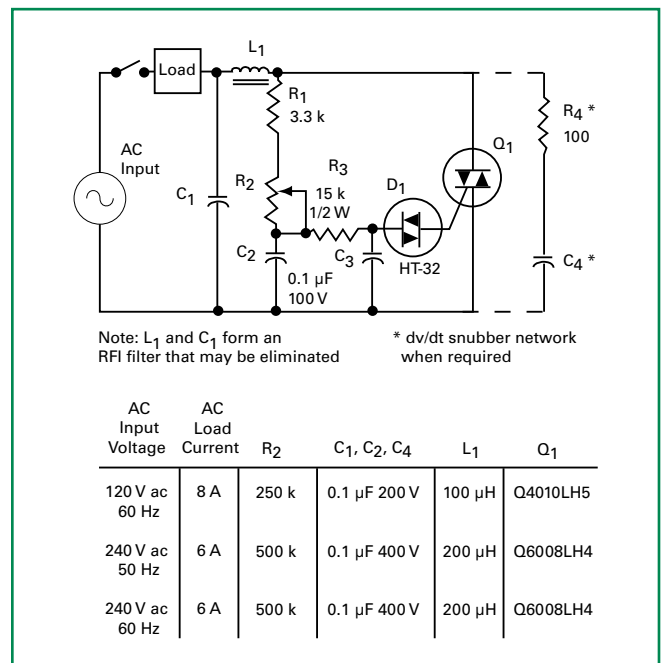 L1
Load
R1
3.3 k
R4 *
100
AC
Input
Q1
R2
R3
15 k
1/2 W
D1
C1
C2
0.1 µF
100 V
C3
HT-32
C4 *
Note: L1 and C1 form an
RFI filter that may be eliminated
* dv/dt snubber network
when required
AC Input Voltage AC Load Current R2 C1, C2, C4 L1 Q1
120 V ac 60 Hz 8 A 250 k 0.1 µF 200 V 100 µH Q4010LH5
240 V ac 50 Hz 6 A 500 k 0.1 µF 400 V 200 µH Q6008LH4
240 V ac 60 Hz 6 A 500 k 0.1 µF 400 V 200 µH Q6008LH4